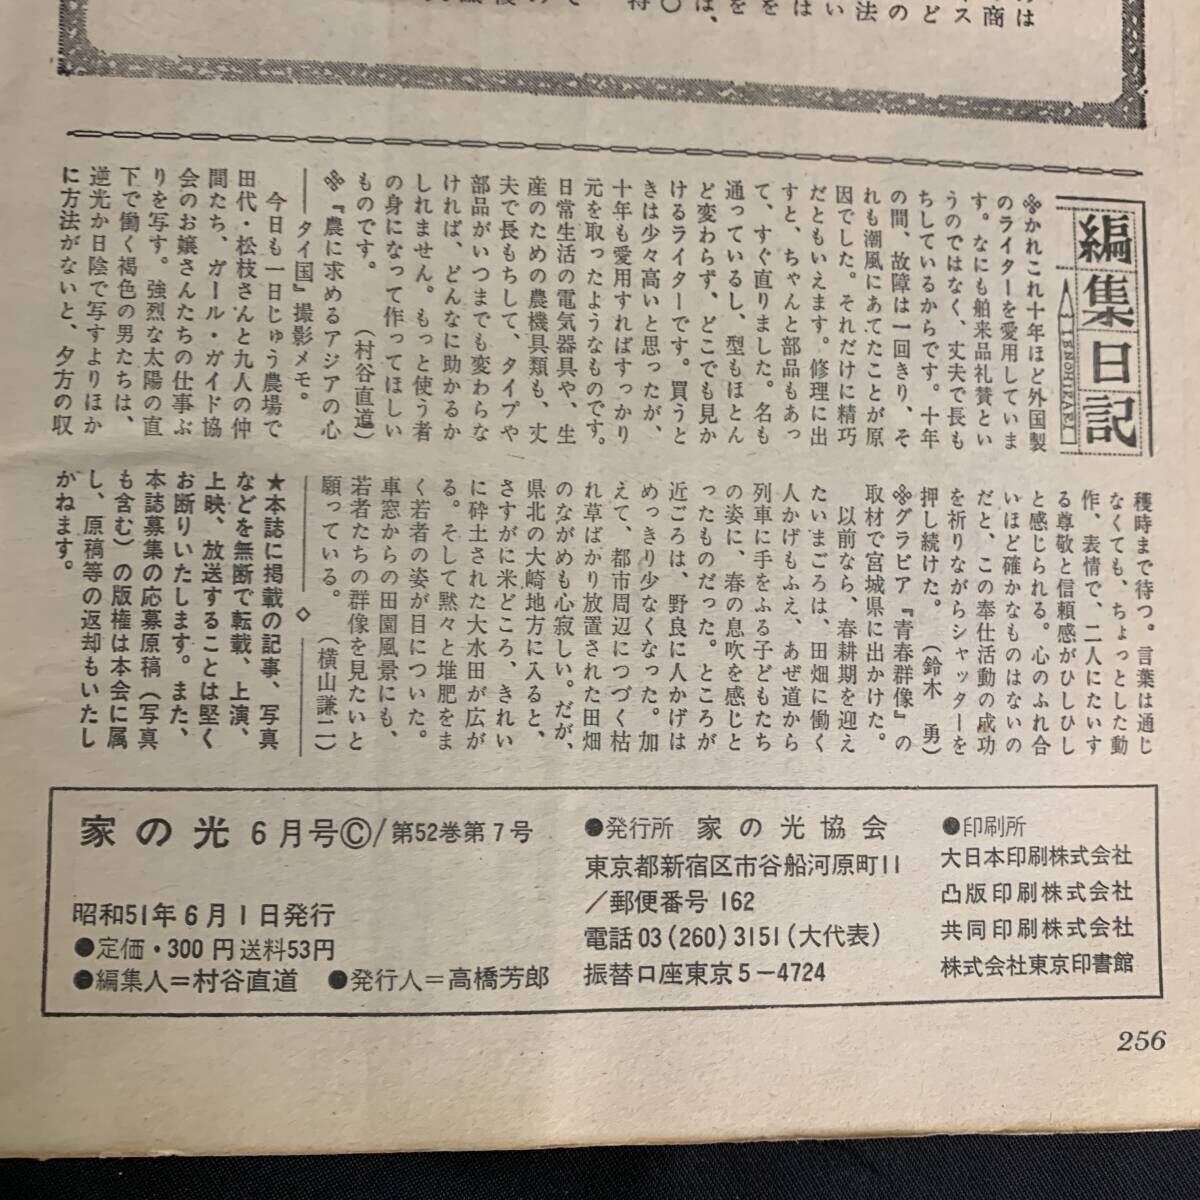 編集日記
IENOHIKARI
※かれこれ十年ほど外国製
のライターを愛用していま
す。なにも舶来品礼賛とい
うのではなく、丈夫で長も
ちしているからです。十年
の間、故障は一回きり、そ
れも潮風にあてたことが原
因でした。それだけに精巧
だともいえます。修理に出
すと、ちゃんと部品もあっ
て、すぐ直りました。名も
通っているし、型もほとん
ど変わらず、どこでも見か
けるライターです。買うと
きは少々高いと思ったが、
十年も愛用すればすっかり
元を取ったようなものです。
日常生活の電気器具や、生
産のための農機具類も、丈
夫で長もちして、タイプや
部品がいつまでも変わらな
ければ、どんなに助かるか
しれません。もっと使う者
の身になって作ってほしい
ものです。 （村谷直道）
※『農に求めるアジアの心
――タイ国』撮影メモ。
今日も一日じゅう農場で
田代・松枝さんと九人の仲
間たち、ガール・ガイド協
会のお嬢さんたちの仕事ぶ
りを写す。強烈な太陽の直
下で働く褐色の男たちは、
逆光か日陰で写すよりほか
に方法がないと、夕方の収
穫時まで待つ。言葉は通じ
なくても、ちょっとした動
作、表情で、二人にたいす
る尊敬と信頼感がひしひし
と感じられる。心のふれ合
いほど確かなものはないの
だと、この奉仕活動の成功
を祈りながらシャッターを
押し続けた。 （鈴木 勇）
※グラビア『青春群像』の
取材で宮城県に出かけた。
以前なら、春耕期を迎え
たいまごろは、田畑に働く
人かげもふえ、あぜ道から
列車に手をふる子どもたち
の姿に、春の息吹を感じと
ったものだった。ところが
近ごろは、野良に人かげは
めっきり少なくなった。加
えて、都市周辺につづく枯
れ草ばかり放置された田畑
のながめも心寂しい。だが、
県北の大崎地方に入ると、
さすがに米どころ、きれい
に砕土された大水田が広が
る。そして黙々と堆肥をま
く若者の姿が目についた。
車窓からの田園風景にも、
若者たちの群像を見たいと
願っている。 （横山謙二）
◇
★本誌に掲載の記事、写真
などを無断で転載、上演、
上映、放送することは堅く
お断りいたします。また、
本誌募集の応募原稿（写真
も含む）の版権は本会に属
し、原稿等の返却もいたし
かねます。
家の光 6月号Ⓒ/第52巻第7号
昭和51年6月1日発行
●定価・300円送料53円
●編集人＝村谷直道 ●発行人＝高橋芳郎
●発行所 家の光協会
東京都新宿区市谷船河原町11
/郵便番号 162
電話03(260)3151(大代表)
振替口座東京5－4724
●印刷所
大日本印刷株式会社
凸版印刷株式会社
共同印刷株式会社
株式会社東京印書館
256